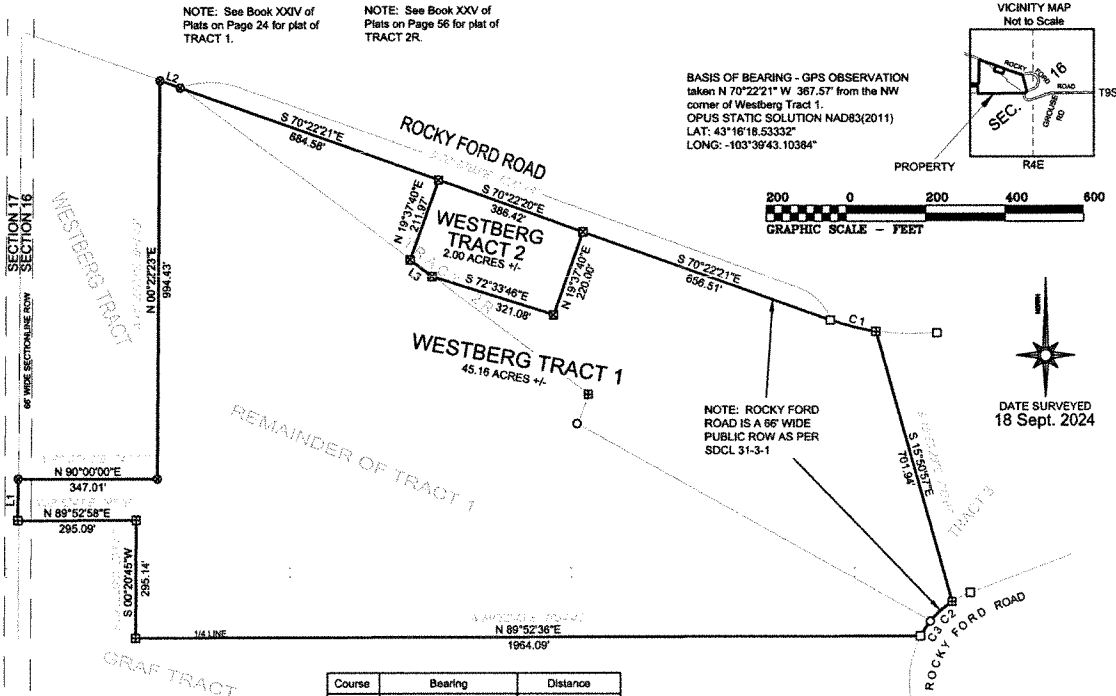 NOTE: See Book XXIV of
Plats on Page 24 for plat of
TRACT 1.
NOTE: See Book XXV of
Plats on Page 56 for plat of
TRACT 2R.
VICINITY MAP
Not to Scale
ROCKY FORD ROAD
16
SEC.
GROUSE RD
T9S
R4E
PROPERTY
BASIS OF BEARING - GPS OBSERVATION
taken N 70°22'21" W 367.57' from the NW
corner of Westberg Tract 1.
OPUS STATIC SOLUTION NAD83(2011)
LAT: 43°16'18.53332"
LONG: -103°39'43.10364"
200 0 200 400 600
GRAPHIC SCALE - FEET
NORTH
DATE SURVEYED
18 Sept. 2024
L2
S 70°22'21"E
684.58'
ROCKY FORD ROAD
S 70°22'20"E
386.42'
N 19°37'40"E
211.97'
WESTBERG
TRACT 2
2.00 ACRES +/-
N 19°37'40"E
220.00'
L3
S 72°33'46"E
321.08'
TRACT 2R
S 70°22'21"E
656.51'
C1
SECTION 17
SECTION 16
66' WIDE SECTIONLINE ROW
WESTBERG TRACT
N 00°22'23"E
994.43'
WESTBERG TRACT 1
45.16 ACRES +/-
REMAINDER OF TRACT 1
NOTE: ROCKY FORD
ROAD IS A 66' WIDE
PUBLIC ROW AS PER
SDCL 31-3-1
S 15°50'57"E
701.94'
TRACT 3
N 90°00'00"E
347.01'
L1
N 89°52'58"E
295.09'
S 00°20'45"W
295.14'
1/4 LINE
N 89°52'36"E
1964.09'
C3 C2
ROCKY FORD ROAD
GRAF TRACT
Course Bearing Distance